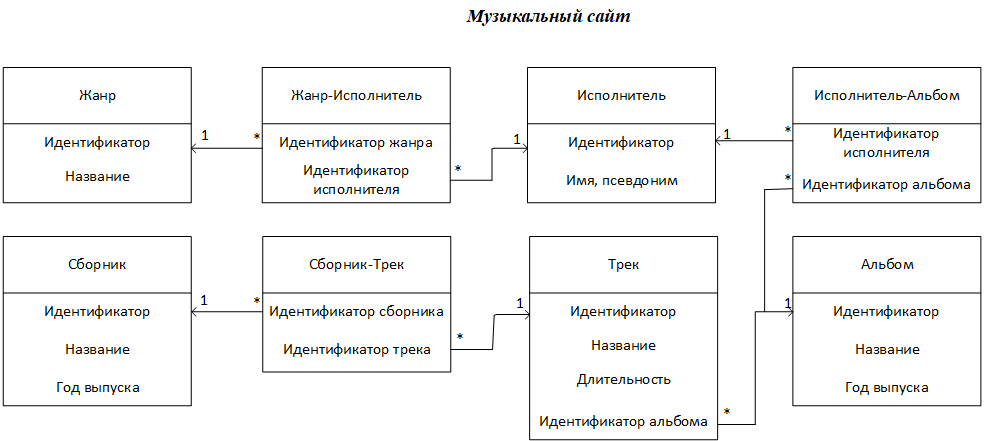 Музыкальный сайт
Жанр
1
*
Идентификатор
Название
Жанр-Исполнитель
Идентификатор жанра
Идентификатор
исполнителя
*
1
Исполнитель
Идентификатор
Имя, псевдоним
1
*
Исполнитель-Альбом
Идентификатор
исполнителя
*
Идентификатор альбома
Сборник
Идентификатор
Название
Год выпуска
1
*
Сборник-Трек
Идентификатор сборника
Идентификатор трека
*
1
Трек
Идентификатор
Название
Длительность
Идентификатор альбома
*
1
Альбом
Идентификатор
Название
Год выпуска